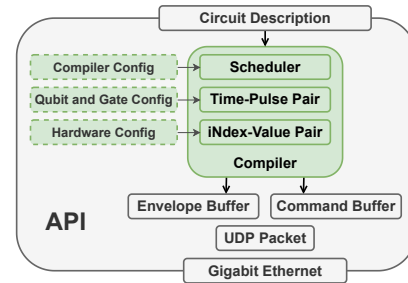 Circuit Description
Compiler Config
Scheduler
Qubit and Gate Config
Time-Pulse Pair
Hardware Config
iNdex-Value Pair
Compiler
Envelope Buffer
Command Buffer
API
UDP Packet
Gigabit Ethernet